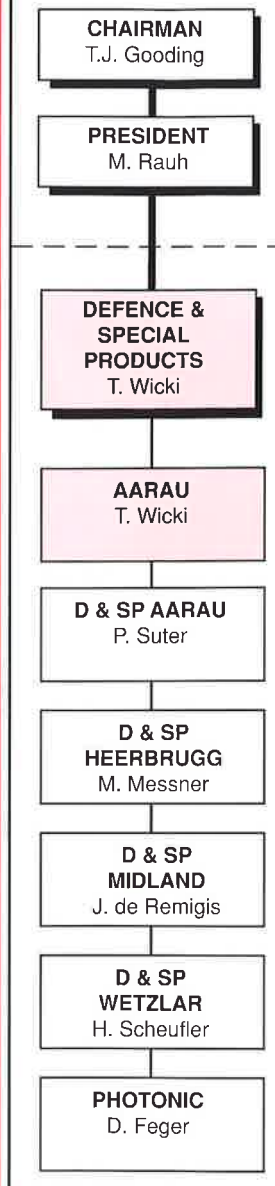 CHAIRMAN
T.J. Gooding
PRESIDENT
M. Rauh
DEFENCE &
SPECIAL
PRODUCTS
T. Wicki
AARAU
T. Wicki
D & SP AARAU
P. Suter
D & SP
HEERBRUGG
M. Messner
D & SP
MIDLAND
J. de Remigis
D & SP
WETZLAR
H. Scheufler
PHOTONIC
D. Feger